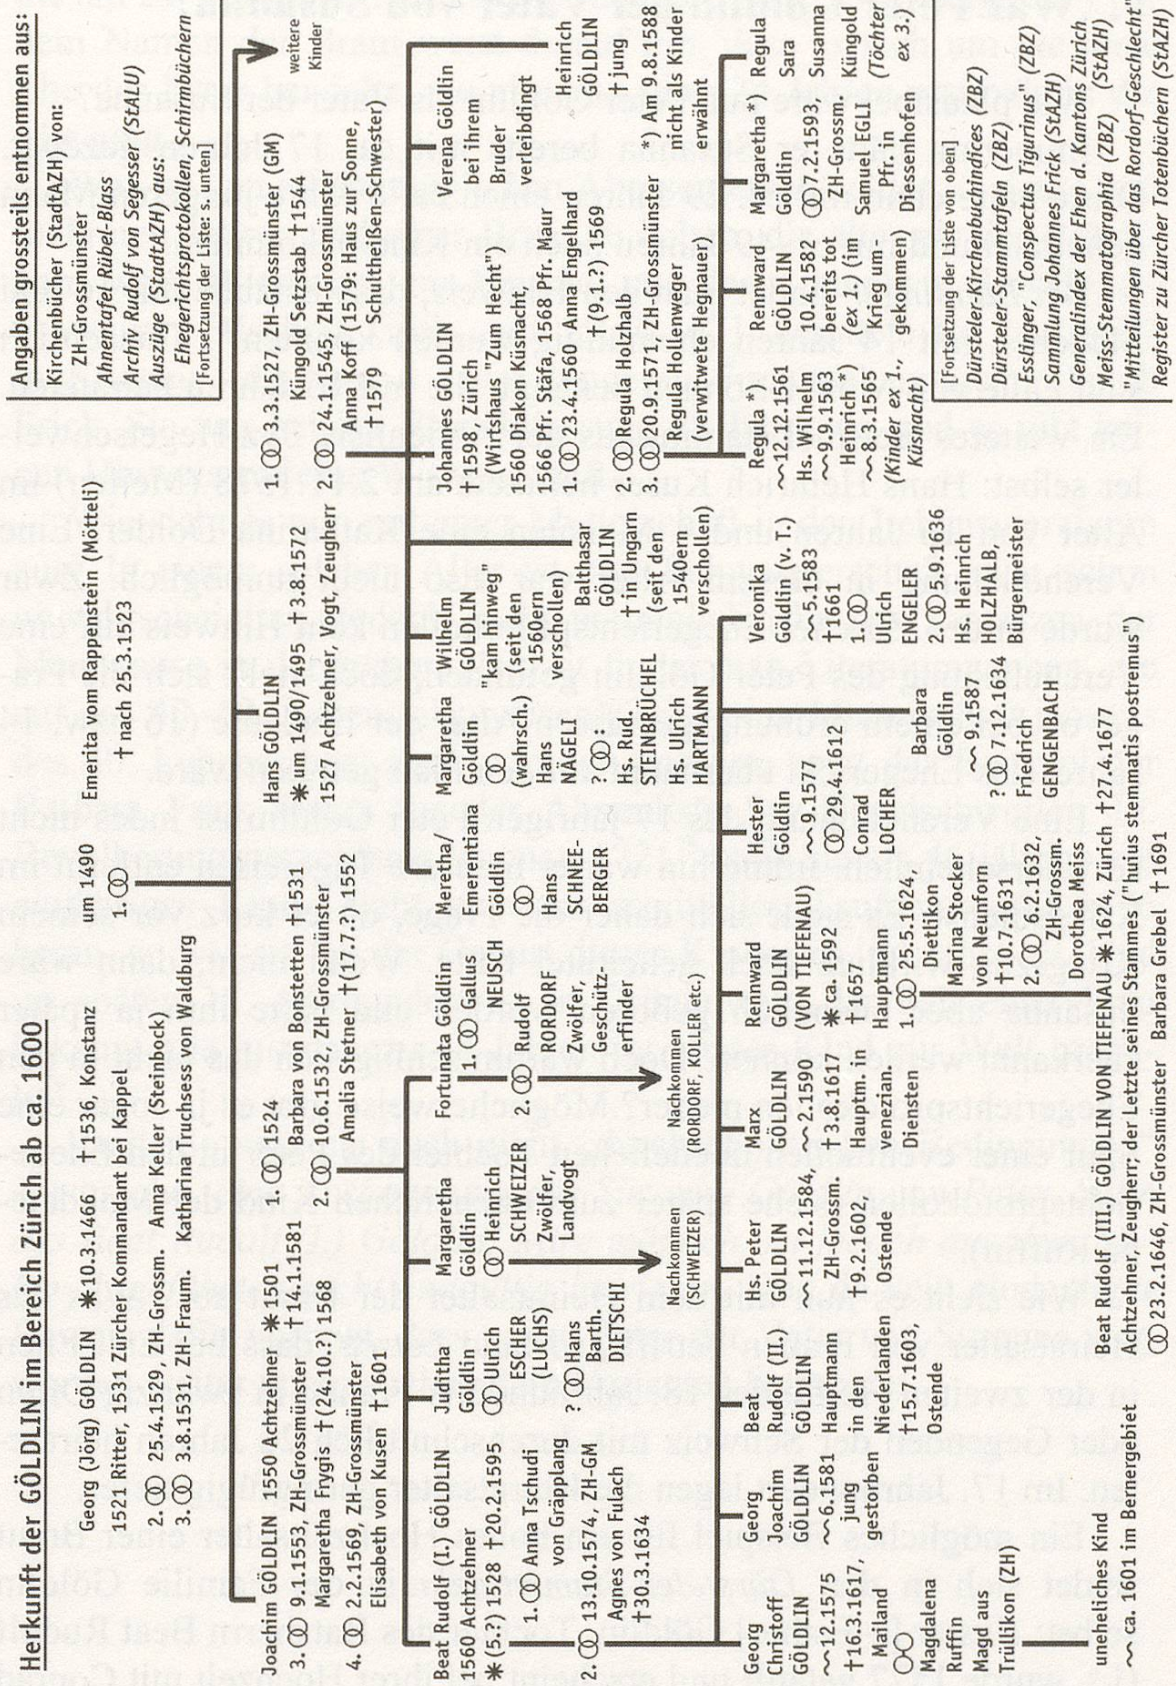 Herkunft der GÖLDLIN im Bereich Zürich ab ca. 1600
Georg (Jörg) GÖLDLIN ✱10.3.1466 †1536, Konstanz
1521 Ritter, 1531 Zürcher Kommandant bei Kappel
2. ⚭ 25.4.1529, ZH-Grossm. Anna Keller (Steinbock)
3. ⚭ 3.8.1531, ZH-Fraum. Katharina Truchsess von Waldburg
um 1490
1. ⚭
Emerita vom Rappenstein (Mötteli)
† nach 25.3.1523
Angaben grossteils entnommen aus:
Kirchenbücher (StadtAZH) von:
ZH-Grossmünster
Ahnentafel Rübel-Blass
Archiv Rudolf von Segesser (StALU)
Auszüge (StadtAZH) aus:
Ehegerichtsprotokollen, Schirmbüchern
[Fortsetzung der Liste: s. unten]
Joachim GÖLDLIN 1550 Achtzehner ✱1501
†14.1.1581
1. ⚭ 1524
Barbara von Bonstetten †1531
2. ⚭ 10.6.1532, ZH-Grossmünster
Amalia Stetner †(17.7.?) 1552
3. ⚭ 9.1.1553, ZH-Grossmünster
Margaretha Wygis †(24.10.?) 1568
4. ⚭ 2.2.1569, ZH-Grossmünster
Elisabeth von Kusen †1601
Hans GÖLDLIN
✱um 1490/1495 †3.8.1572
1527 Achtzehner, Vogt, Zeugherr
1. ⚭ 3.3.1527, ZH-Grossmünster (GM)
Küngold Setzstab †1544
2. ⚭ 24.1.1545, ZH-Grossmünster
Anna Koff (1579: Haus zur Sonne,
†1579 Schultheißen-Schwester)
weitere
Kinder
Beat Rudolf (I.) GÖLDLIN
1560 Achtzehner
✱(5.?) 1528 †20.2.1595
1. ⚭ Anna Tschudi
von Gräplang
2. ⚭ 13.10.1574, ZH-GM
Agnes von Fulach
†30.3.1634
Juditha
Göldlin
⚭ Ulrich
ESCHER
(LUCHS)
? ⚭ Hans
Barth.
DIETSCHI
Margaretha
Göldlin
⚭ Heinrich
SCHWEIZER
Zwölfer,
Landvogt
Nachkommen
(SCHWEIZER)
Fortunata Göldlin
1. ⚭ Gallus
NEUSCH
2. ⚭ Rudolf
RORDORF
Zwölfer,
Geschütz-
erfinder
Nachkommen
(RORDORF, KOLLER etc.)
Meretha/
Emerentiana
Göldlin
⚭
Hans
SCHNEE-
BERGER
Margaretha
Göldlin
⚭
(wahrsch.)
Hans
NÄGELI
? ⚭:
Hs. Rud.
STEINBRÜCHEL
Hs. Ulrich
HARTMANN
Wilhelm
GÖLDLIN
"kam hinweg"
(seit den
1560ern
verschollen)
Balthasar
GÖLDLIN
† in Ungarn
(seit den
1540ern
verschollen)
Johannes GÖLDLIN
†1598, Zürich
(Wirtshaus "Zum Hecht")
1560 Diakon Küsnacht,
1566 Pfr. Stäfa, 1568 Pfr. Maur
1. ⚭ 23.4.1560 Anna Engelhard
†(9.1.?) 1569
2. ⚭ Regula Holzhalb
3. ⚭ 20.9.1571, ZH-Grossmünster
Regula Hollenweger
(verwitwete Hegnauer)
Verena Göldlin
bei ihrem
Bruder
verleibdingt
Heinrich
GÖLDLIN
†jung
*) Am 9.8.1588
nicht als Kinder
erwähnt
Georg
Christoff
GÖLDLIN
~12.1575
†16.3.1617,
Mailand
Magdalena
Ruffin
Magd aus
Trüllikon (ZH)
Georg
Joachim
GÖLDLIN
~6.1581
jung
gestorben
Beat
Rudolf (II.)
GÖLDLIN
Hauptmann
in den
Niederlanden
†15.7.1603,
Ostende
Hs. Peter
GÖLDLIN
~11.12.1584
ZH-Grossm.
†9.2.1602,
Ostende
Marx
GÖLDLIN
~2.1590
†3.8.1617
Hauptm. in
venezian.
Diensten
Rennward
GÖLDLIN
(VON TIEFENAU)
✱ca. 1592
†1657
Hauptmann
1. ⚭ 25.5.1624,
Dietikon
Marina Stocker
von Nenform
†10.7.1631
2 ⚭ 6.2.1632,
ZH-Grossm.
Dorothea Meiss
Hester
Göldlin
~9.1577
⚭ 29.4.1612
Conrad
LOCHER
Barbara
Göldlin
~9.1587
? ⚭ 7.12.1634
Friedrich
GENGENBACH
Veronika
Göldlin (v. T.)
~5.1583
†1661
1. ⚭
Ulrich
ENGELER
2. ⚭ 20.9.1636
Hs. Heinrich
HOLZHALB,
Bürgermeister
Regula *)
~12.12.1561
Hs. Wilhelm
~9.9.1563
Heinrich *)
~8.3.1565
(Kinder ex 1.,
Küsnacht)
Rennward
GÖLDLIN
10.4.1582
bereits tot
(ex 1) (im
Krieg um-
gekommen)
Margaretha *)
Göldlin
⚭ 7.2.1593
ZH-Grossm.
Samuel EGLI,
Pfr. in
Diessenhofen
Regula
Sara
Susanna
Küngold
(Töchter
ex 3.)
uneheliches Kind
~ ca. 1601 im Bernergebiet
Beat Rudolf (III.) GÖLDLIN VON TIEFENAU ✱1624, Zürich †27.4.1677
Achtzehner, Zeugherr; der Letzte seines Stammes ("huius stemmatis postremus")
⚭ 23.2.1646, ZH-Grossmünster Barbara Grebel †1691
[Fortsetzung der Liste von oben]
Dürsteler-Kirchenbuchindices (ZBZ)
Dürsteler-Stammtafeln (ZBZ)
Esslinger, Conspectus Tigurinus (ZBZ)
Sammlung Johannes Frick (StAZH)
Generalindex der Ehen d. Kantons Zürich
Meiss-Stemmatographia (ZBZ) (StAZH)
"Mitteilungen über das Rordorf-Geschlecht"
Register zu Zürcher Totenbüchern (StAZH)